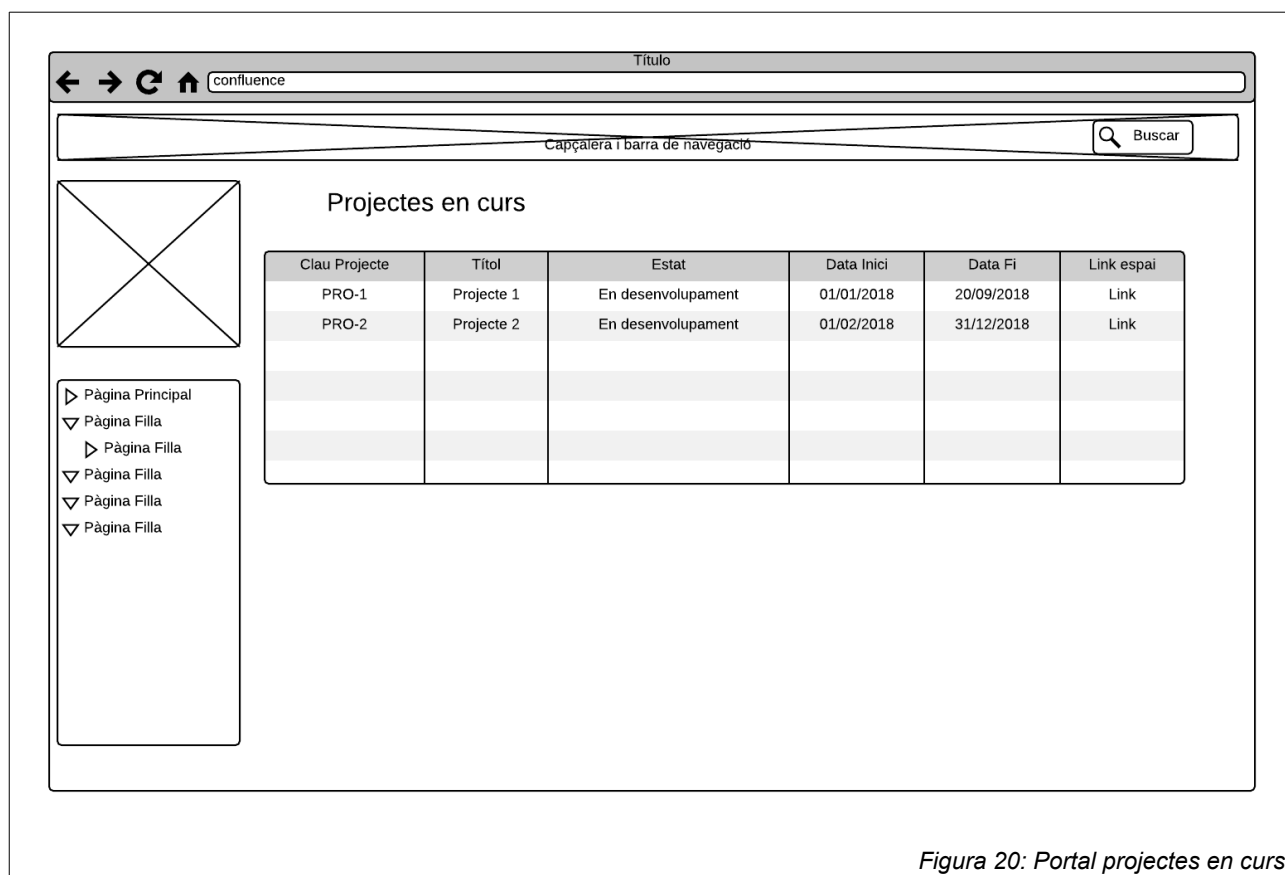 Título
confluence
Capçalera i barra de navegació
Buscar
Projectes en curs
Clau Projecte Títol Estat Data Inici Data Fi Link espai
PRO-1 Projecte 1 En desenvolupament 01/01/2018 20/09/2018 Link
PRO-2 Projecte 2 En desenvolupament 01/02/2018 31/12/2018 Link
Pàgina Principal
Pàgina Filla
Pàgina Filla
Pàgina Filla
Pàgina Filla
Pàgina Filla
Figura 20: Portal projectes en curs